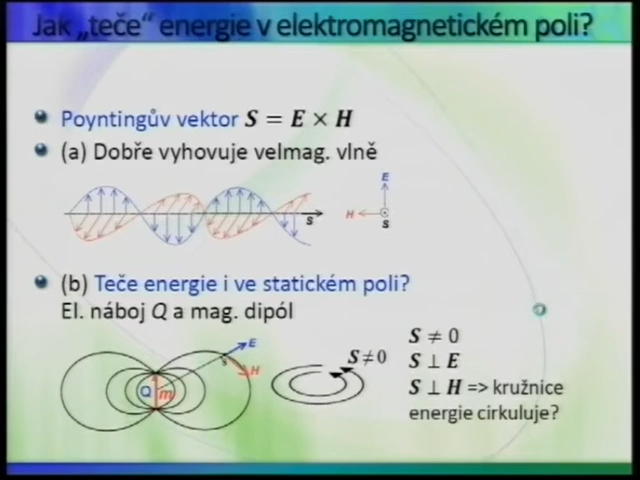 Jak „teče“ energie v elektromagnetickém poli?
Poyntingův vektor S = E × H
(a) Dobře vyhovuje velmag. vlně
E
H
S
S
(b) Teče energie i ve statickém poli?
El. náboj Q a mag. dipól
S ≠ 0
S ⊥ E
S ⊥ H => kružnice
energie cirkuluje?
E
S
H
Q
m
S≠0